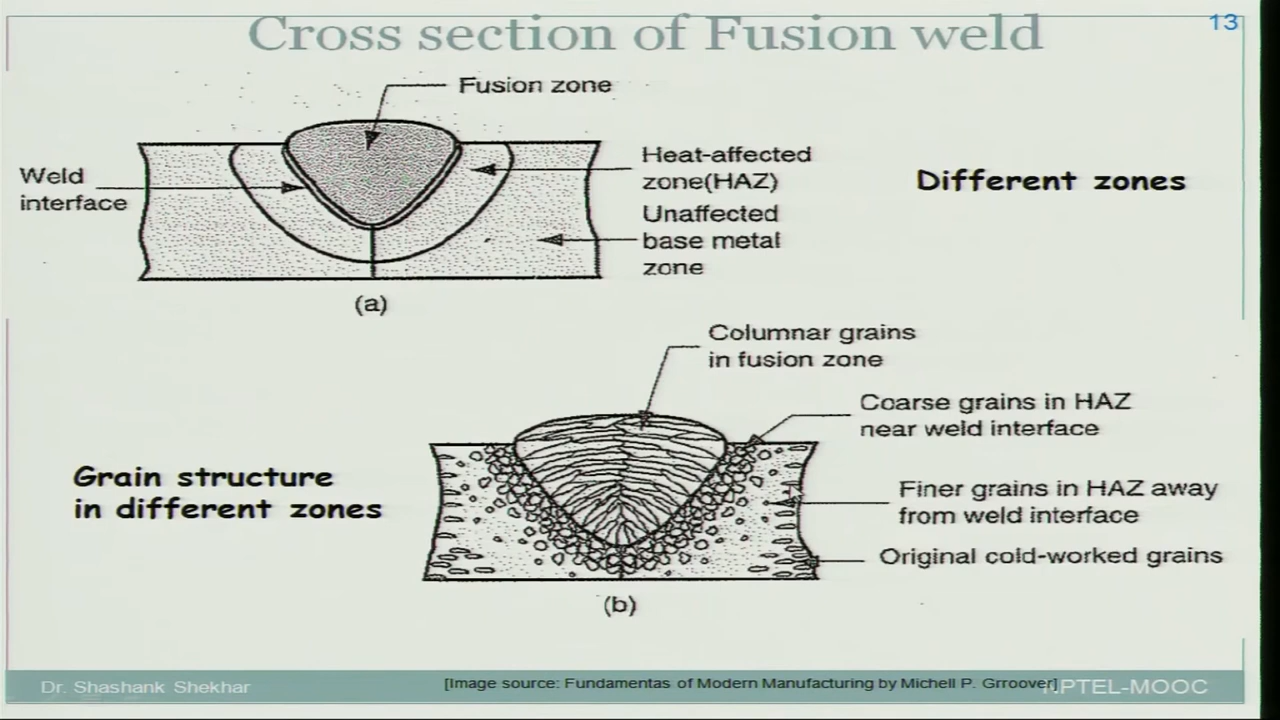 Cross section of Fusion weld
13
Fusion zone
Weld
interface
Heat-affected
zone(HAZ)
Unaffected
base metal
zone
Different zones
(a)
Columnar grains
in fusion zone
Coarse grains in HAZ
near weld interface
Grain structure
in different zones
Finer grains in HAZ away
from weld interface
Original cold-worked grains
(b)
Dr. Shashank Shekhar
[Image source: Fundamentas of Modern Manufacturing by Michell P. Grroover]
NPTEL-MOOC